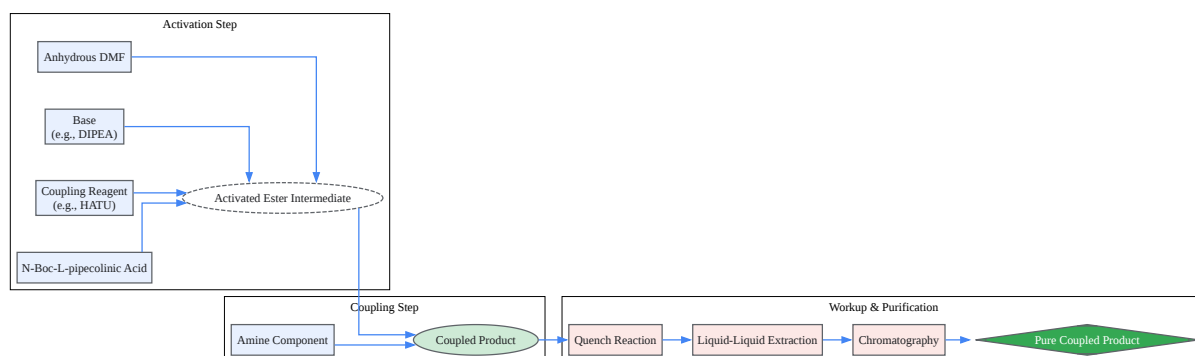 Activation Step
Anhydrous DMF
Base
(e.g., DIPEA)
Coupling Reagent
(e.g., HATU)
Activated Ester Intermediate
N-Boc-L-pipecolinic Acid
Coupling Step
Amine Component
Coupled Product
Workup & Purification
Quench Reaction
Liquid-Liquid Extraction
Chromatography
Pure Coupled Product